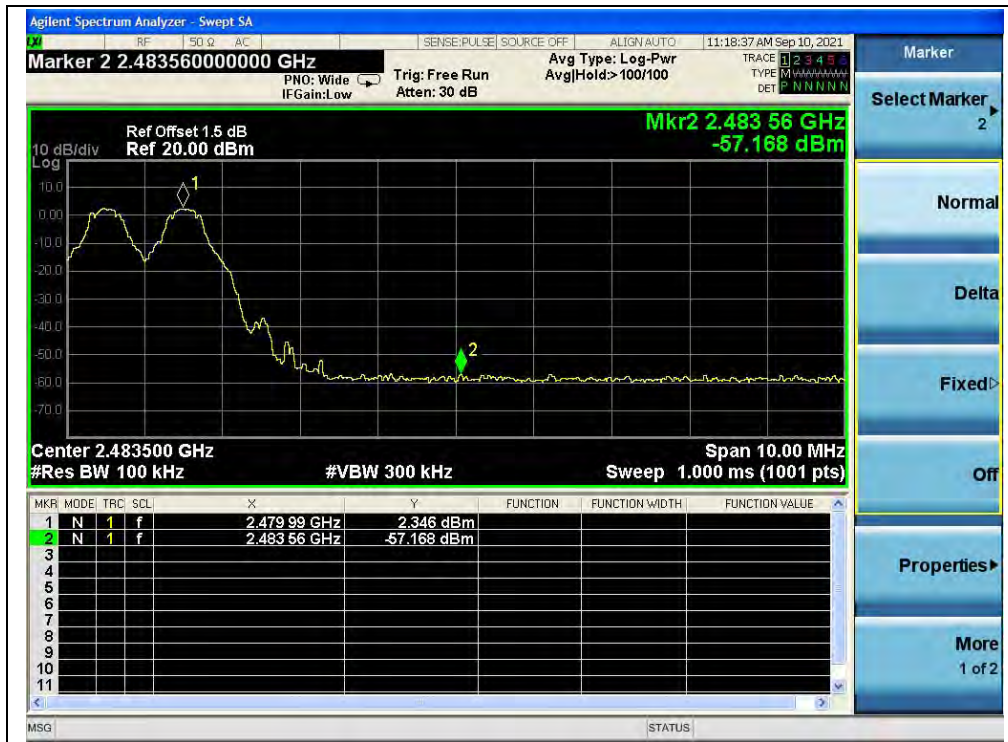 Agilent Spectrum Analyzer - Swept SA
LXI RF 50 Ω AC SENSE:PULSE SOURCE OFF ALIGN AUTO 11:18:37 AM Sep 10, 2021
Marker 2 2.483560000000 GHz
PNO: Wide
IFGain:Low
Trig: Free Run
Atten: 30 dB
Avg Type: Log-Pwr
Avg|Hold:>100/100
TRACE 1 2 3 4 5 6
TYPE M WWWWW
DET P N N N N N
Mkr2 2.483 56 GHz
-57.168 dBm
Ref Offset 1.5 dB
10 dB/div Ref 20.00 dBm
Log
10.0
0.00
-10.0
-20.0
-30.0
-40.0
-50.0
-60.0
-70.0
1
2
Center 2.483500 GHz Span 10.00 MHz
#Res BW 100 kHz #VBW 300 kHz Sweep 1.000 ms (1001 pts)
MKR MODE TRC SCL X Y FUNCTION FUNCTION WIDTH FUNCTION VALUE
1 N 1 f 2.479 99 GHz 2.346 dBm
2 N 1 f 2.483 56 GHz -57.168 dBm
3
4
5
6
7
8
9
10
11
MSG STATUS
Marker
Select Marker
2
Normal
Delta
Fixed
Off
Properties
More
1 of 2